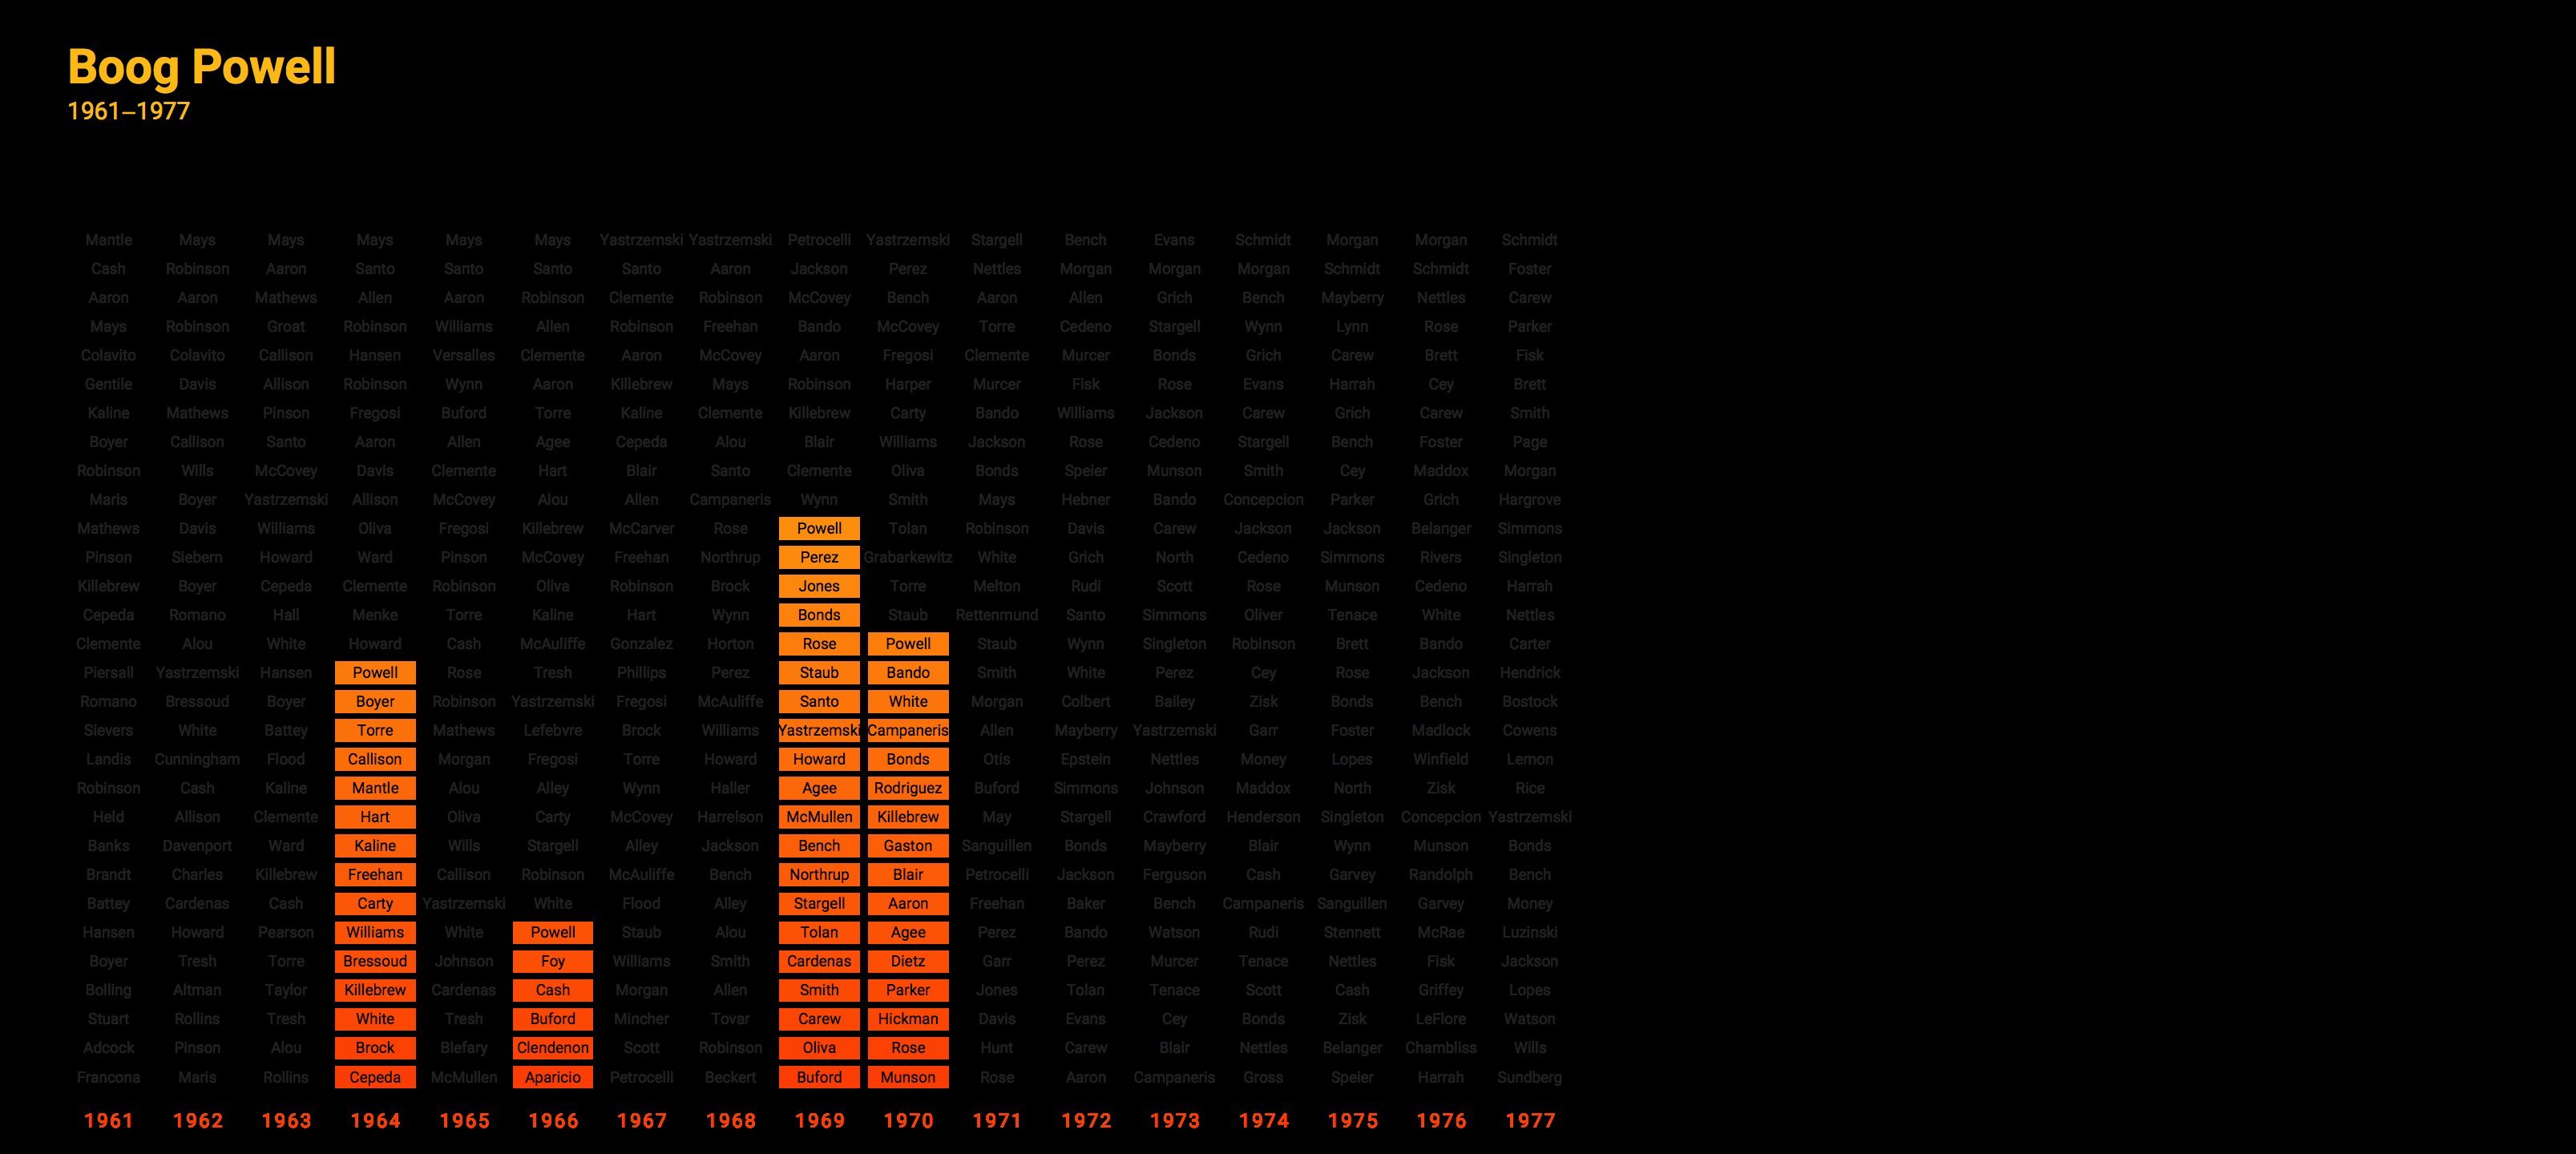 Boog Powell
1961–1977
Mantle Mays Mays Mays Mays Mays Yastrzemski Yastrzemski Petrocelli Yastrzemski Stargell Bench Evans Schmidt Morgan Morgan Schmidt
Cash Robinson Aaron Santo Santo Santo Santo Aaron Jackson Perez Nettles Morgan Morgan Morgan Schmidt Schmidt Foster
Aaron Aaron Mathews Allen Aaron Robinson Clemente Robinson McCovey Bench Aaron Allen Grich Bench Mayberry Nettles Carew
Mays Robinson Groat Robinson Williams Allen Robinson Freehan Bando McCovey Torre Cedeno Stargell Wynn Lynn Rose Parker
Colavito Colavito Callison Hansen Versalles Clemente Aaron McCovey Aaron Fregosi Clemente Murcer Bonds Grich Carew Brett Fisk
Gentile Davis Allison Robinson Wynn Aaron Killebrew Mays Robinson Harper Murcer Fisk Rose Evans Harrah Cey Brett
Kaline Mathews Pinson Fregosi Buford Torre Kaline Clemente Killebrew Carty Bando Williams Jackson Carew Grich Carew Smith
Boyer Callison Santo Aaron Allen Agee Cepeda Alou Blair Williams Jackson Rose Cedeno Stargell Bench Foster Page
Robinson Wills McCovey Davis Clemente Hart Blair Santo Clemente Oliva Bonds Speier Munson Smith Cey Maddox Morgan
Maris Boyer Yastrzemski Allison McCovey Alou Allen Campaneris Wynn Smith Mays Hebner Bando Concepcion Parker Grich Hargrove
Mathews Davis Williams Oliva Fregosi Killebrew McCarver Rose Powell Tolan Robinson Davis Carew Jackson Jackson Belanger Simmons
Pinson Siebern Howard Ward Pinson McCovey Freehan Northrup Perez Grabarkewitz White Grich North Cedeno Simmons Rivers Singleton
Killebrew Boyer Cepeda Clemente Robinson Oliva Robinson Brock Jones Torre Melton Rudi Scott Rose Munson Cedeno Harrah
Cepeda Romano Hall Menke Torre Kaline Hart Wynn Bonds Staub Rettenmund Santo Simmons Oliver Tenace White Nettles
Clemente Alou White Howard Cash McAuliffe Gonzalez Horton Rose Powell Staub Wynn Singleton Robinson Brett Bando Carter
Piersall Yastrzemski Hansen Powell Rose Tresh Phillips Perez Staub Bando Smith White Perez Cey Rose Jackson Hendrick
Romano Bressoud Boyer Boyer Robinson Yastrzemski Fregosi McAuliffe Santo White Morgan Colbert Bailey Zisk Bonds Bench Bostock
Sievers White Battey Torre Mathews Lefebvre Brock Williams Yastrzemski Campaneris Allen Mayberry Yastrzemski Garr Foster Madlock Cowens
Landis Cunningham Flood Callison Morgan Fregosi Torre Howard Howard Bonds Otis Epstein Nettles Money Lopes Winfield Lemon
Robinson Cash Kaline Mantle Alou Alley Wynn Haller Agee Rodriguez Buford Simmons Johnson Maddox North Zisk Rice
Held Allison Clemente Hart Oliva Carty McCovey Harrelson McMullen Killebrew May Stargell Crawford Henderson Singleton Concepcion Yastrzemski
Banks Davenport Ward Kaline Wills Stargell Alley Jackson Bench Gaston Sanguillen Bonds Mayberry Blair Wynn Munson Bonds
Brandt Charles Killebrew Freehan Callison Robinson McAuliffe Bench Northrup Blair Petrocelli Jackson Ferguson Cash Garvey Randolph Bench
Battey Cardenas Cash Carty Yastrzemski White Flood Alley Stargell Aaron Freehan Baker Bench Campaneris Sanguillen Garvey Money
Hansen Howard Pearson Williams White Powell Staub Alou Tolan Agee Perez Bando Watson Rudi Stennett McRae Luzinski
Boyer Tresh Torre Bressoud Johnson Foy Williams Smith Cardenas Dietz Garr Perez Murcer Tenace Nettles Fisk Jackson
Bolling Altman Taylor Killebrew Cardenas Cash Morgan Allen Smith Parker Jones Tolan Tenace Scott Cash Griffey Lopes
Stuart Rollins Tresh White Tresh Buford Mincher Tovar Carew Hickman Davis Evans Cey Bonds Zisk LeFlore Watson
Adcock Pinson Alou Brock Blefary Clendenon Scott Robinson Oliva Rose Hunt Carew Blair Nettles Belanger Chambliss Wills
Francona Maris Rollins Cepeda McMullen Aparicio Petrocelli Beckert Buford Munson Rose Aaron Campaneris Gross Speier Harrah Sundberg
1961 1962 1963 1964 1965 1966 1967 1968 1969 1970 1971 1972 1973 1974 1975 1976 1977